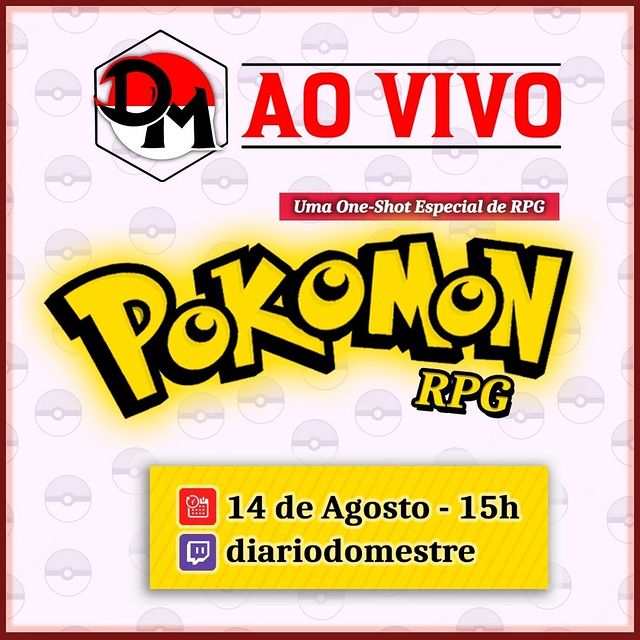 DM
AO VIVO
Uma One-Shot Especial de RPG
POKOMON
RPG
14 de Agosto - 15h
diariodomestre